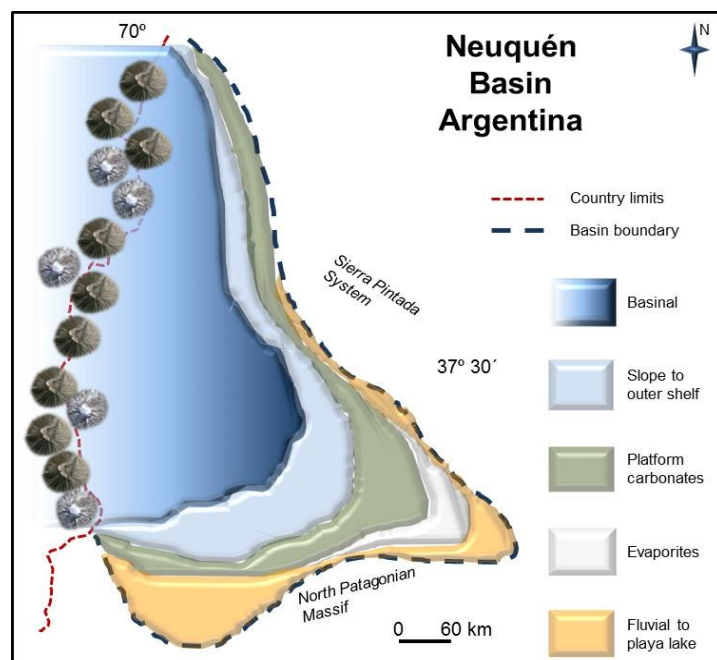 70º
Neuquén
Basin
Argentina
N
Country limits
Basin boundary
Sierra Pintada
System
Basinal
37º 30´
Slope to
outer shelf
Platform
carbonates
Evaporites
North Patagonian
Massif
0 60 km
Fluvial to
playa lake